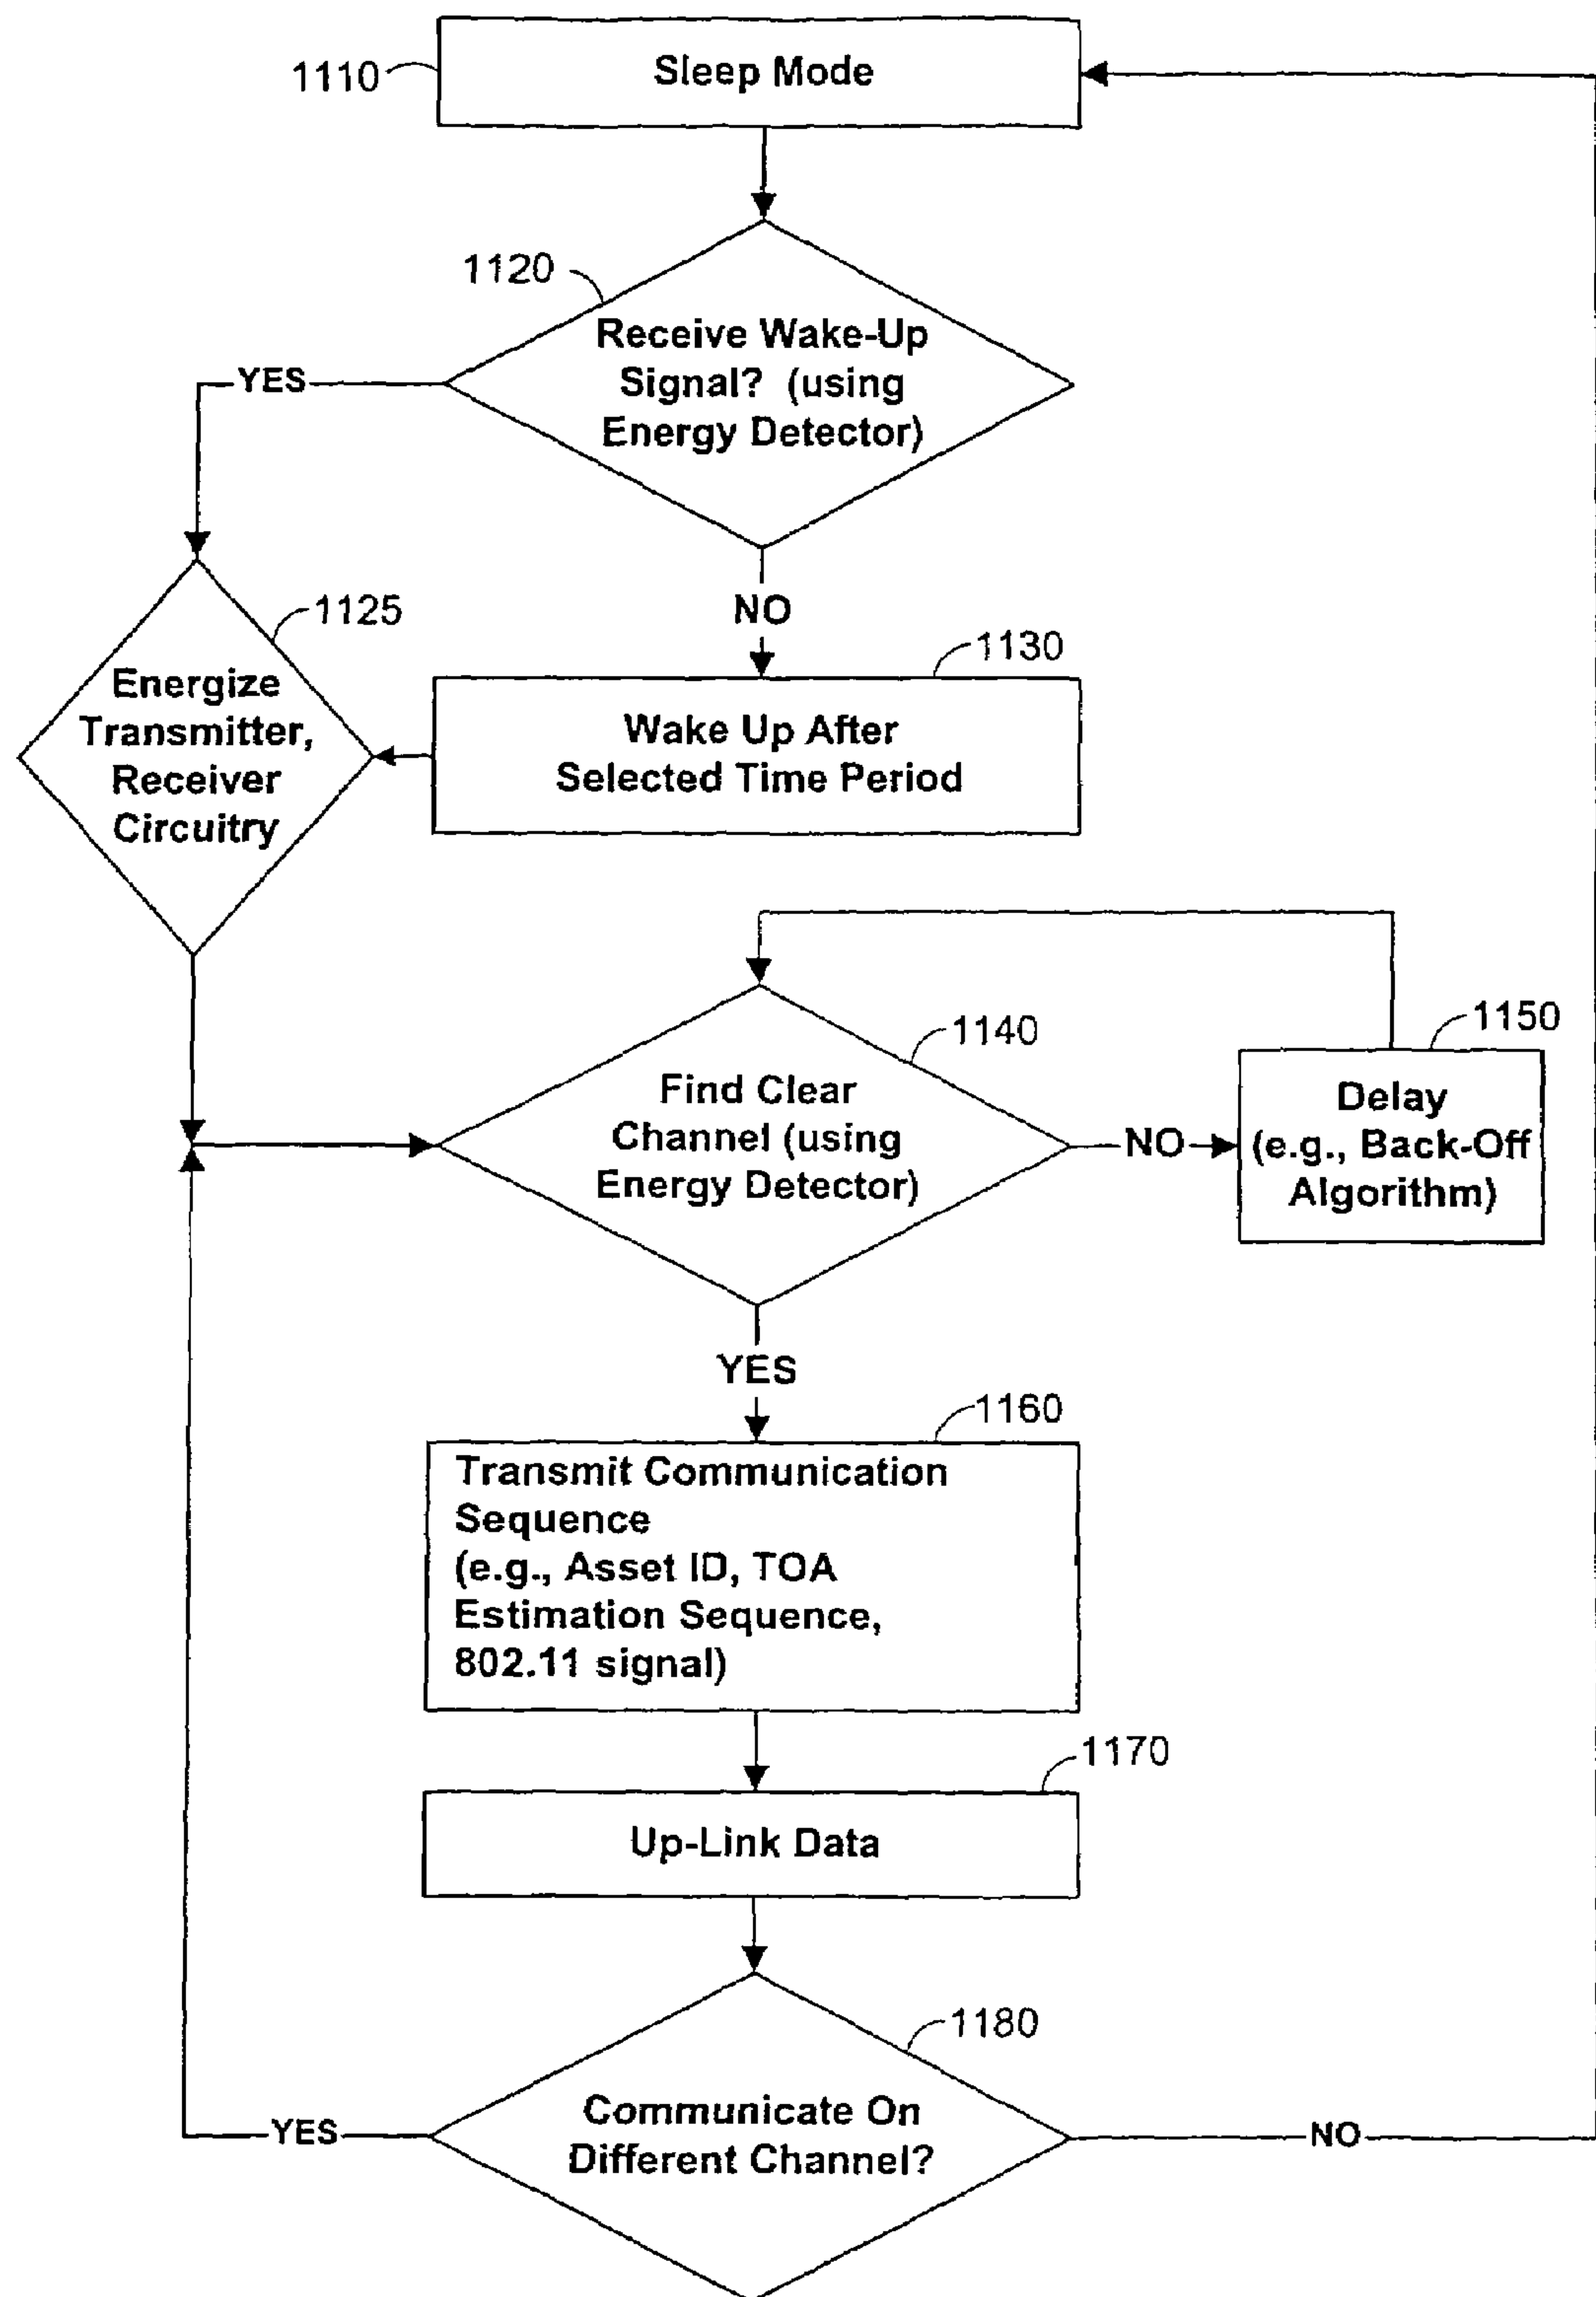 1110
Sleep Mode
1120
Receive Wake-Up
Signal? (using
Energy Detector)
YES
NO
1125
Energize
Transmitter,
Receiver
Circuitry
1130
Wake Up After
Selected Time Period
1140
Find Clear
Channel (using
Energy Detector)
NO
1150
Delay
(e.g., Back-Off
Algorithm)
YES
1160
Transmit Communication
Sequence
(e.g., Asset ID, TOA
Estimation Sequence,
802.11 signal)
1170
Up-Link Data
1180
Communicate On
Different Channel?
YES
NO